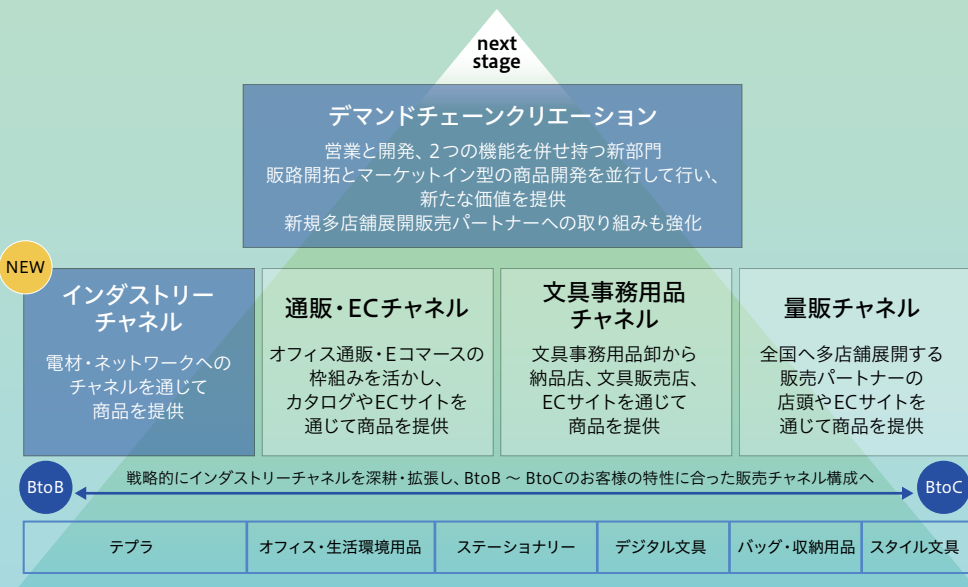 next
stage
デマンドチェーンクリエーション
営業と開発、2つの機能を併せ持つ新部門
販路開拓とマーケットイン型の商品開発を並行して行い、
新たな価値を提供
新規多店舗展開販売パートナーへの取り組みも強化
NEW
インダストリー
チャネル
電材・ネットワークへの
チャネルを通じて
商品を提供
通販・ECチャネル
オフィス通販・Eコマースの
枠組みを活かし、
カタログやECサイトを
通じて商品を提供
文具事務用品
チャネル
文具事務用品卸から
納品店、文具販売店、
ECサイトを通じて
商品を提供
量販チャネル
全国へ多店舗展開する
販売パートナーの
店頭やECサイトを
通じて商品を提供
BtoB
戦略的にインダストリーチャネルを深耕・拡張し、BtoB ～ BtoCのお客様の特性に合った販売チャネル構成へ
BtoC
テプラ
オフィス・生活環境用品
ステーショナリー
デジタル文具
バッグ・収納用品
スタイル文具